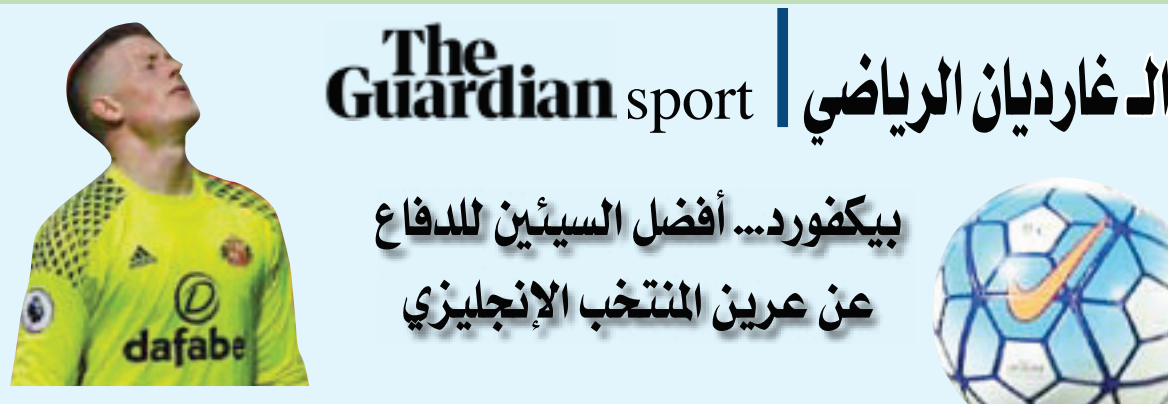 الـ غارديان الرياضي
The
Guardian sport
بيكفورد... أفضل السيئين للدفاع
عن عرين المنتخب الإنجليزي
dafabe